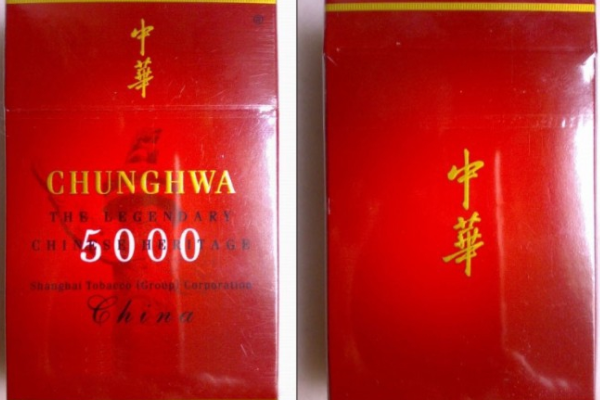 中
華
CHUNGHWA
THE LEGENDARY
CHINESE HERITAGE
5000
Shanghai Tobacco (Group) Corporation
China
中
華